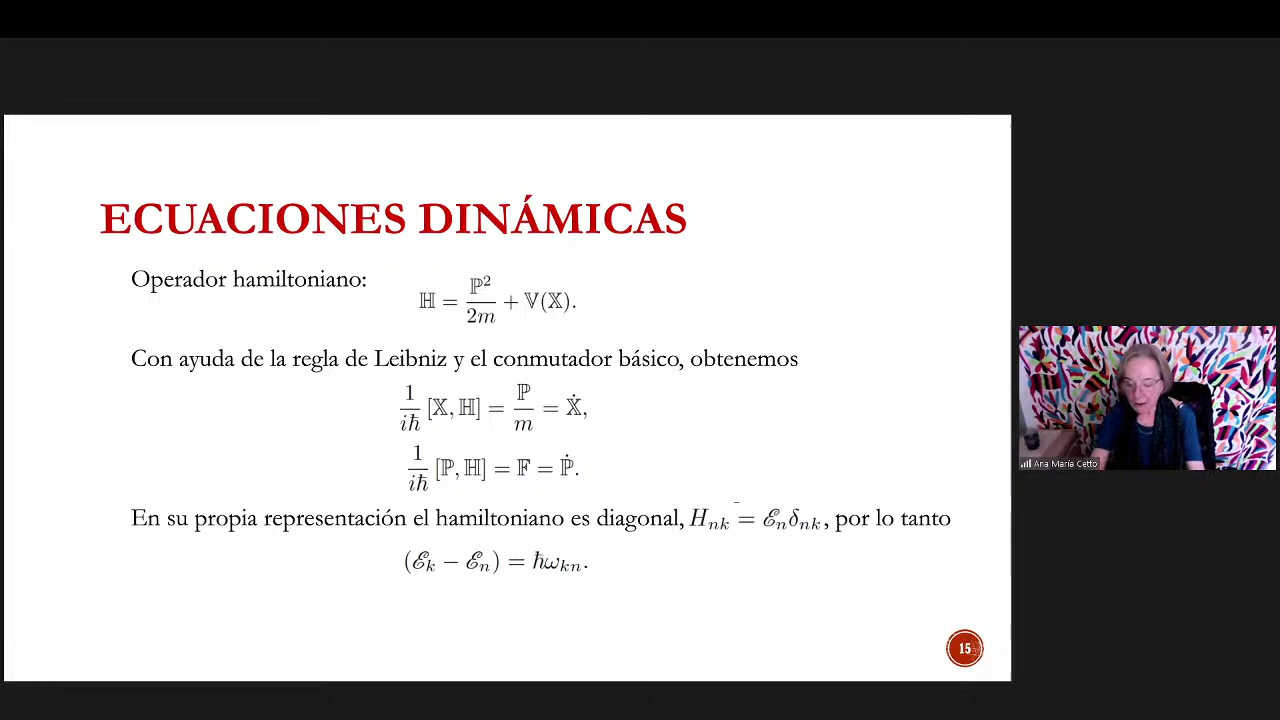 ECUACIONES DINÁMICAS
Operador hamiltoniano:
ℍ = ℙ²/2m + 𝕍(𝕏).
Con ayuda de la regla de Leibniz y el conmutador básico, obtenemos
1/iħ [𝕏, ℍ] = ℙ/m = 𝕏̇,
1/iħ [ℙ, ℍ] = 𝔽 = ℙ̇.
En su propia representación el hamiltoniano es diagonal, H_nk = ℰ_n δ_nk, por lo tanto
(ℰ_k − ℰ_n) = ħω_kn.
15
Ana María Cetto